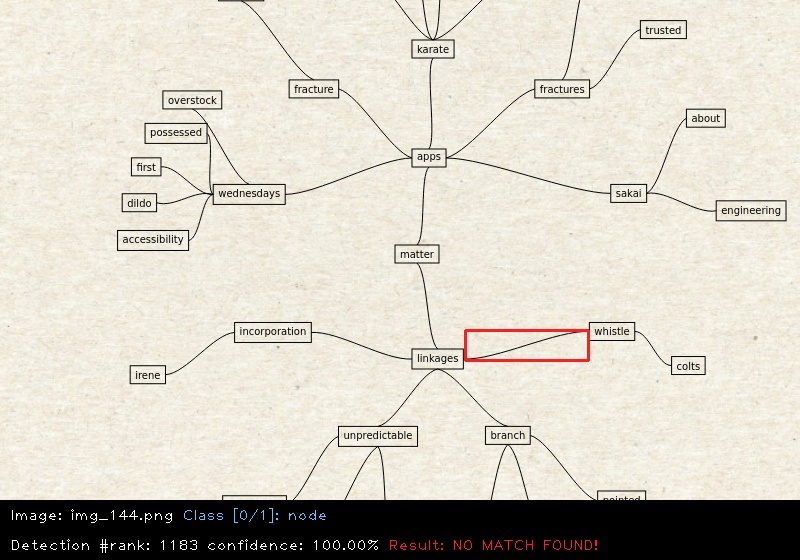 karate
trusted
fracture
fractures
overstock
about
possessed
apps
first
wednesdays
sakai
dildo
engineering
accessibility
matter
incorporation
whistle
linkages
irene
colts
unpredictable
branch
pointed
Image: img_144.png Class [0/1]: node
Detection #rank: 1183 confidence: 100.00% Result: NO MATCH FOUND!